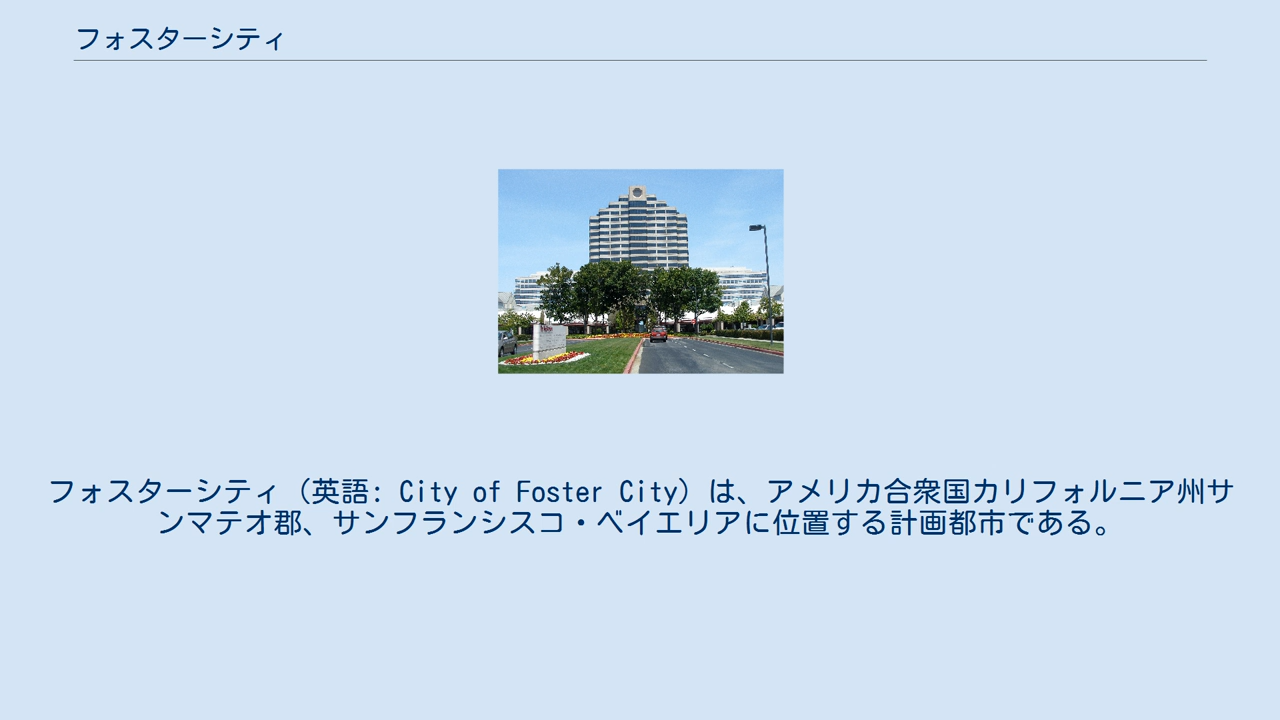 フォスターシティ
フォスターシティ（英語: City of Foster City）は、アメリカ合衆国カリフォルニア州サ
ンマテオ郡、サンフランシスコ・ベイエリアに位置する計画都市である。